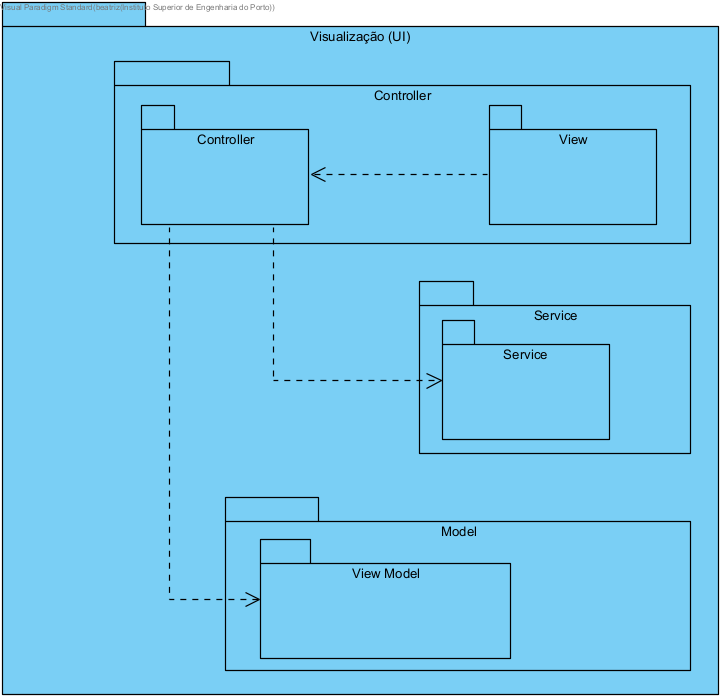 Visual Paradigm Standard(beatriz(Instituto Superior de Engenharia do Porto))
Visualização (UI)
Controller
Controller
View
Service
Service
Model
View Model